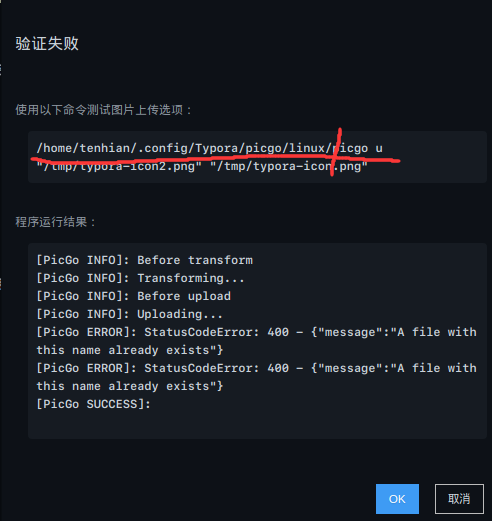 验证失败
使用以下命令测试图片上传选项：
/home/tenhian/.config/Typora/picgo/linux/picgo u
"/tmp/typora-icon2.png" "/tmp/typora-icon.png"
程序运行结果：
[PicGo INFO]: Before transform
[PicGo INFO]: Transforming...
[PicGo INFO]: Before upload
[PicGo INFO]: Uploading...
[PicGo ERROR]: StatusCodeError: 400 - {"message":"A file with
this name already exists"}
[PicGo ERROR]: StatusCodeError: 400 - {"message":"A file with
this name already exists"}
[PicGo SUCCESS]:
OK
取消